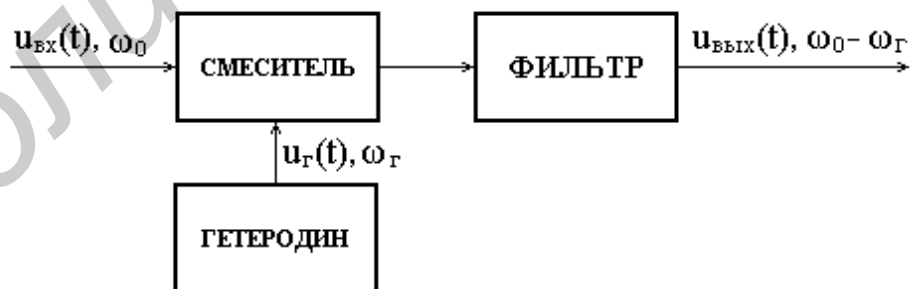 uвх(t), ω0
СМЕСИТЕЛЬ
ФИЛЬТР
uвых(t), ω0- ωг
uг(t), ωг
ГЕТЕРОДИН